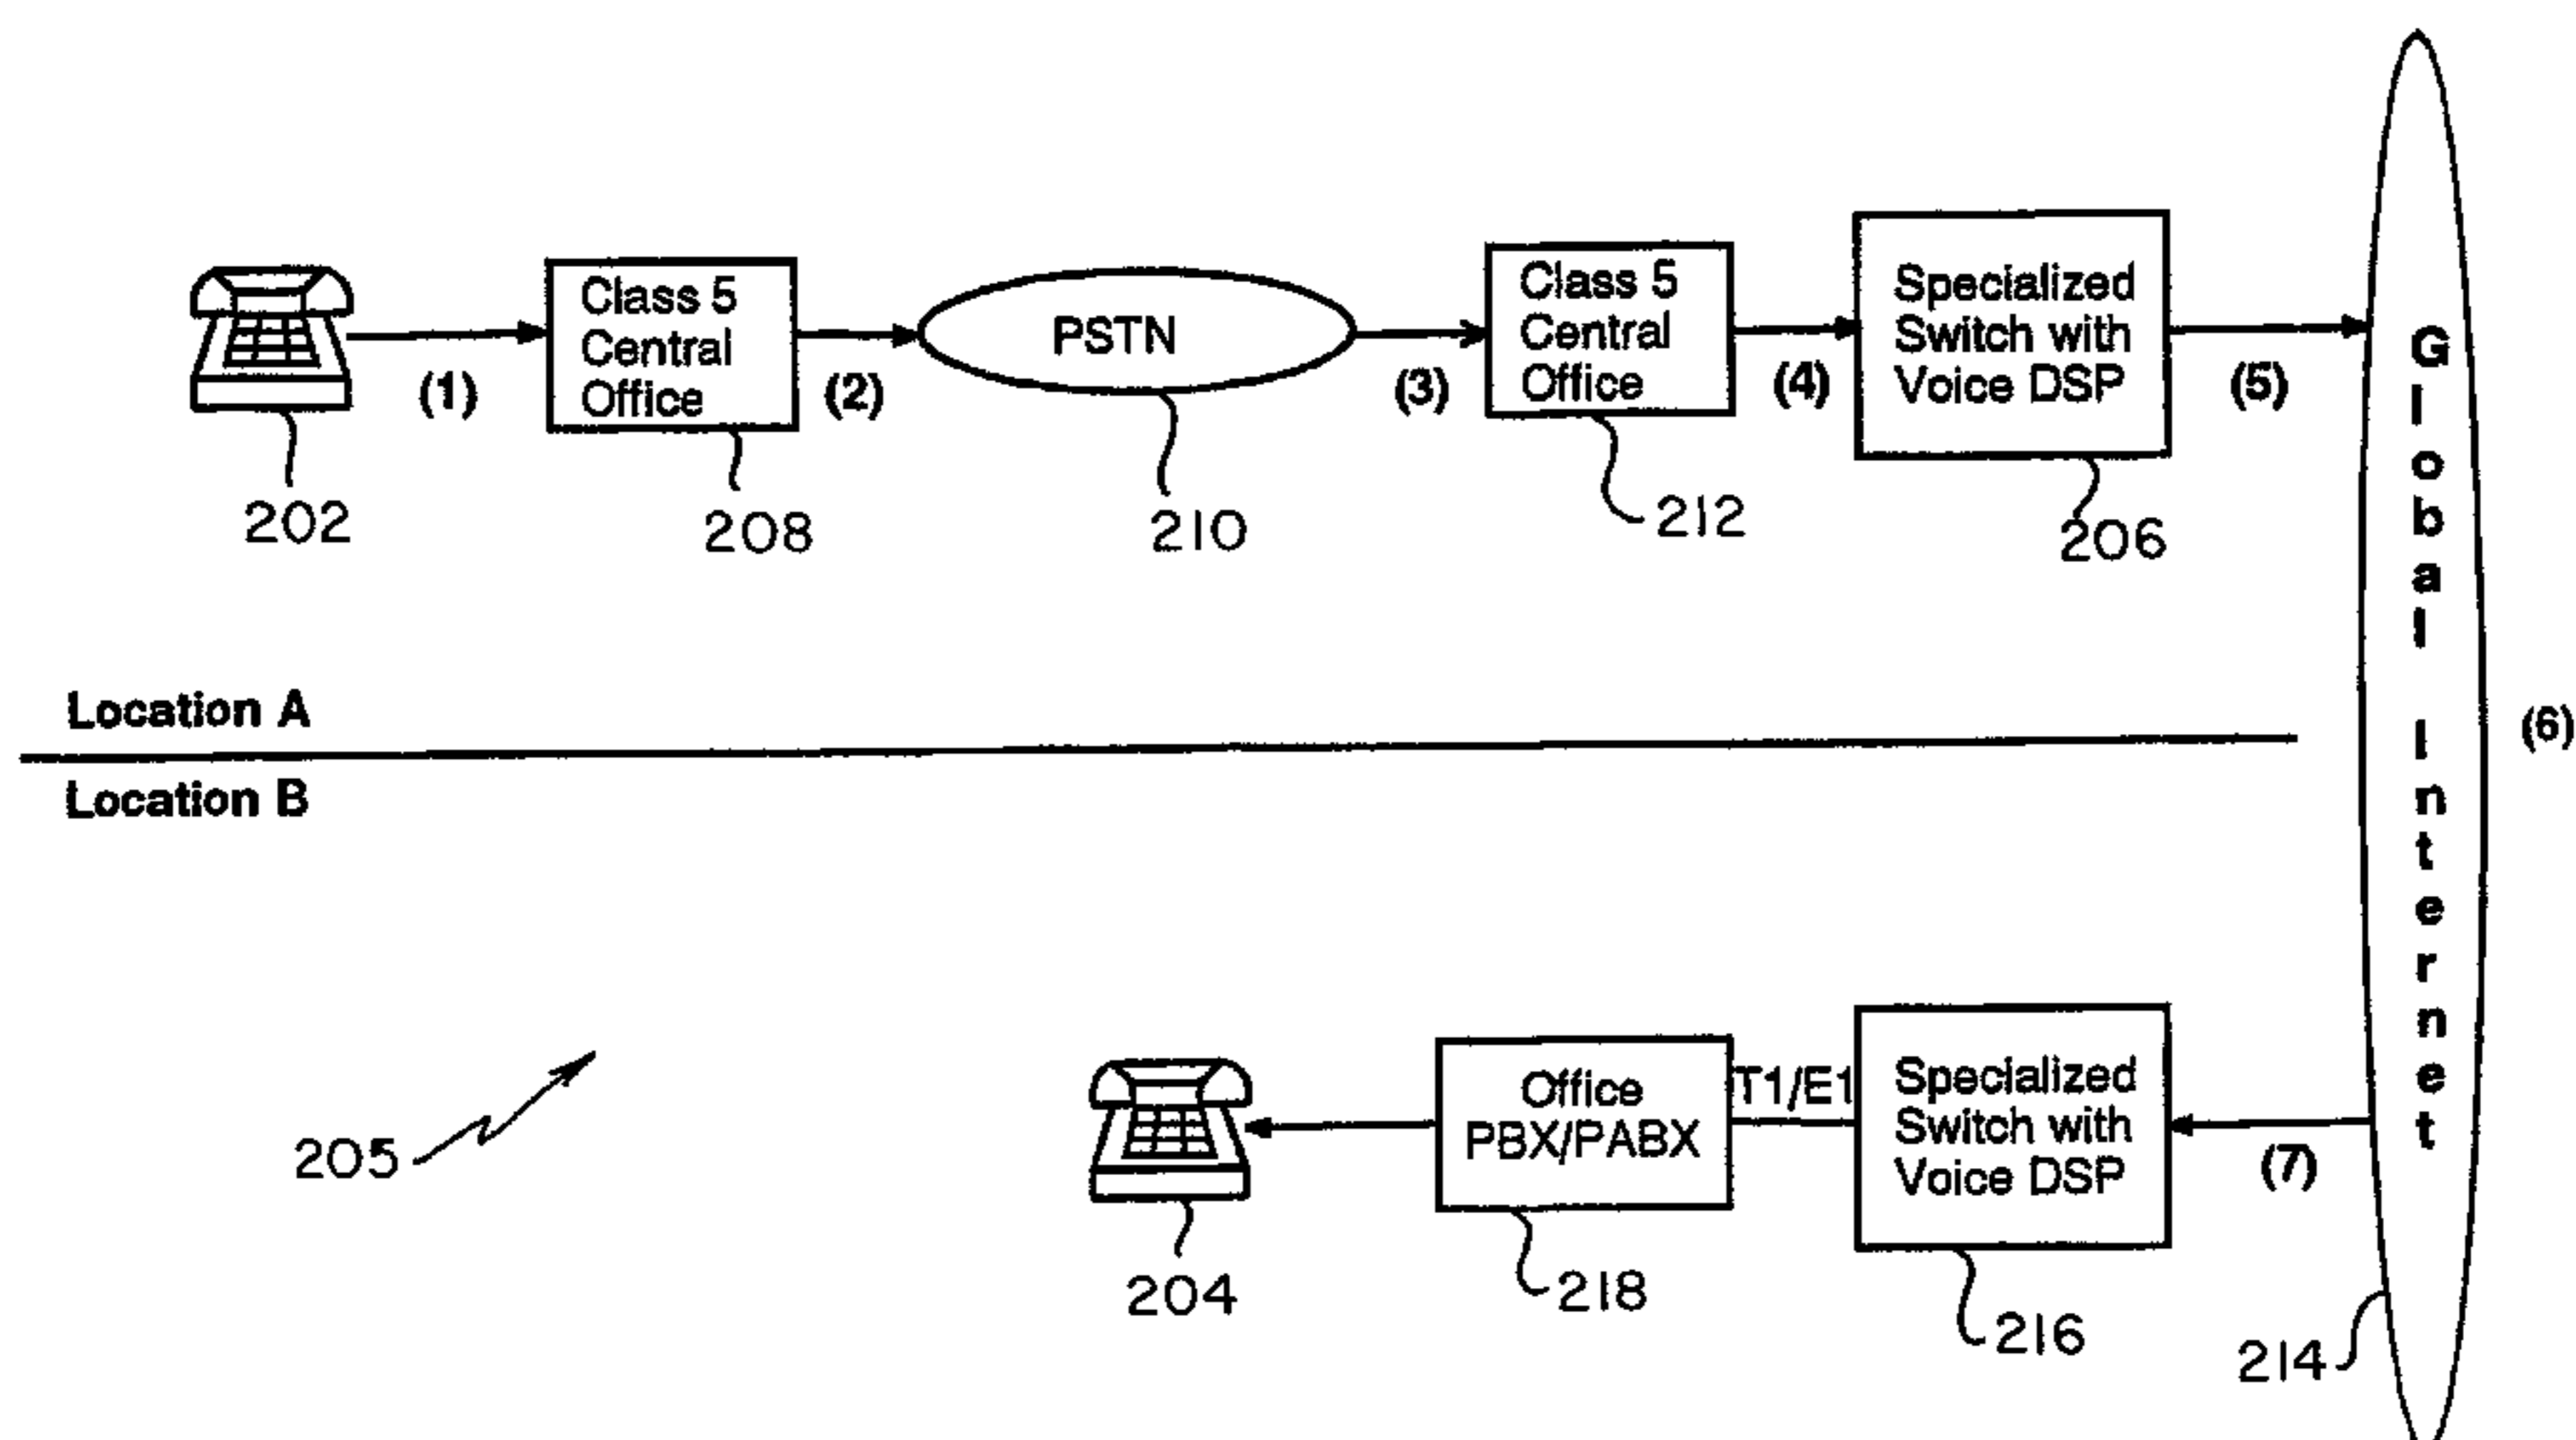 Class 5
Central
Office
PSTN
Class 5
Central
Office
Specialized
Switch with
Voice DSP
(1)
(2)
(3)
(4)
(5)
202
208
210
212
206
Global Internet
(6)
Location A
Location B
205
204
Office
PBX/PABX
T1/E1
Specialized
Switch with
Voice DSP
(7)
218
216
214